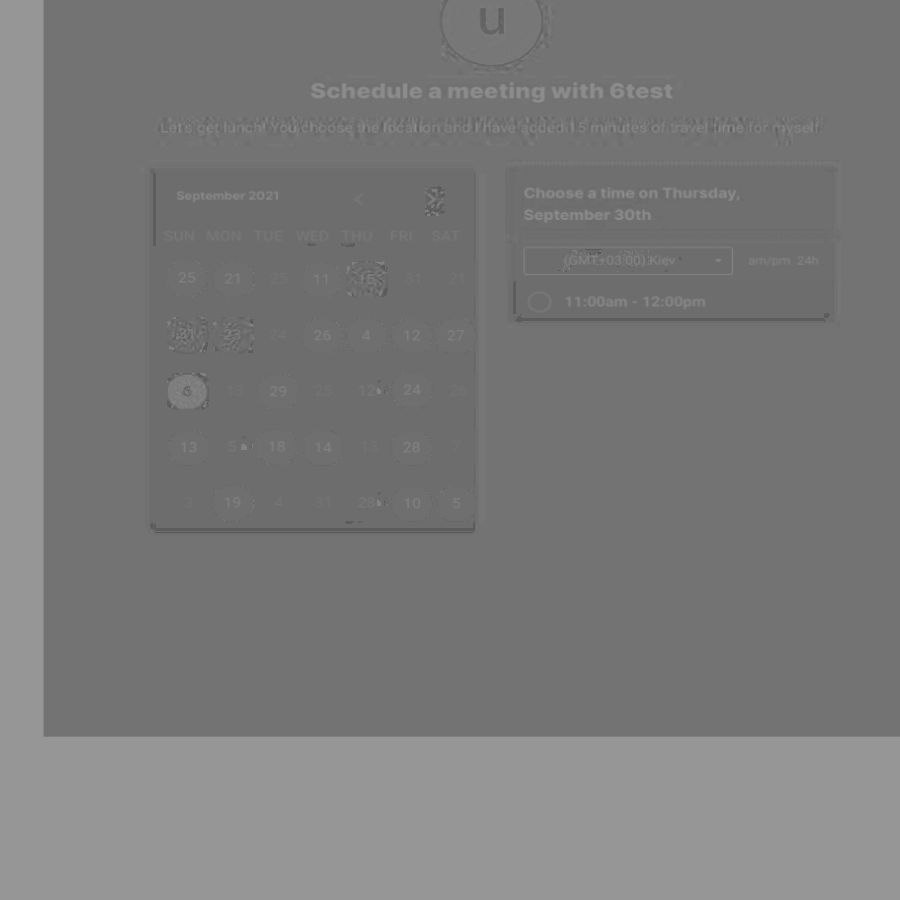 u
Schedule a meeting with 6test
Let's get lunch! You choose the location and I have added 15 minutes of travel time for myself.
September 2021
SUN MON TUE WED THU FRI SAT
25 21 25 11 15 31 21
23 24 26 4 12 27
6 13 29 25 12 24 26
13 5 18 14 13 28 7
3 19 4 31 28 10 5
Choose a time on Thursday,
September 30th
(GMT+03:00) Kiev
am/pm 24h
11:00am - 12:00pm